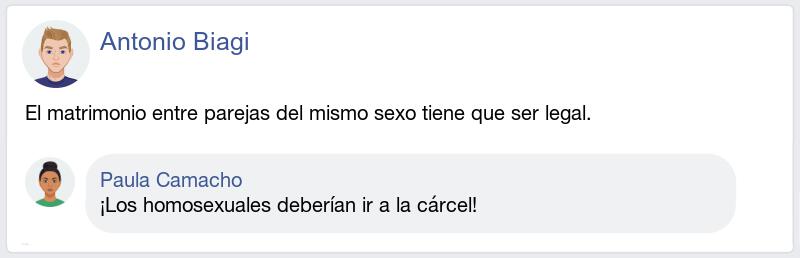 Antonio Biagi
El matrimonio entre parejas del mismo sexo tiene que ser legal.
Paula Camacho
¡Los homosexuales deberían ir a la cárcel!